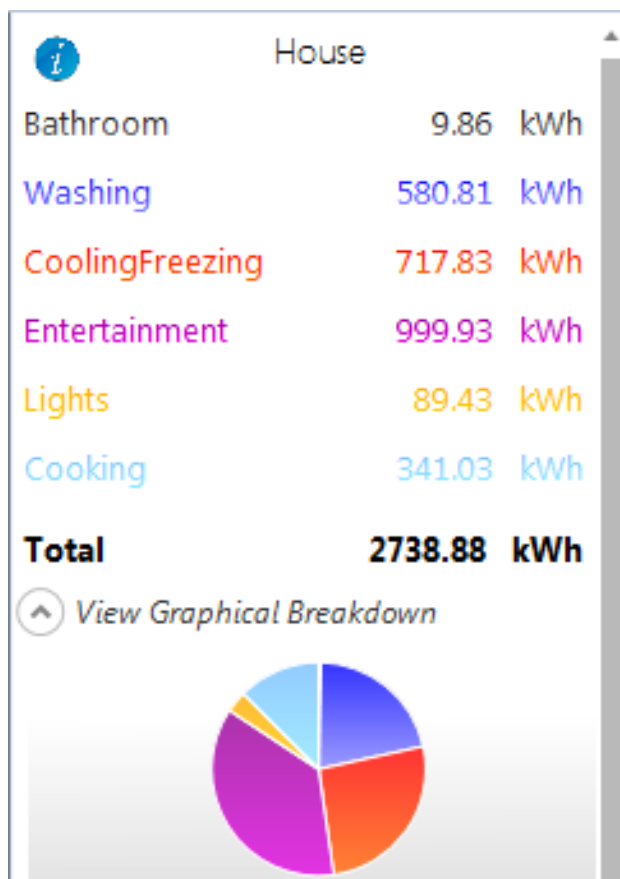 i House
Bathroom 9.86 kWh
Washing 580.81 kWh
CoolingFreezing 717.83 kWh
Entertainment 999.93 kWh
Lights 89.43 kWh
Cooking 341.03 kWh
Total 2738.88 kWh
View Graphical Breakdown